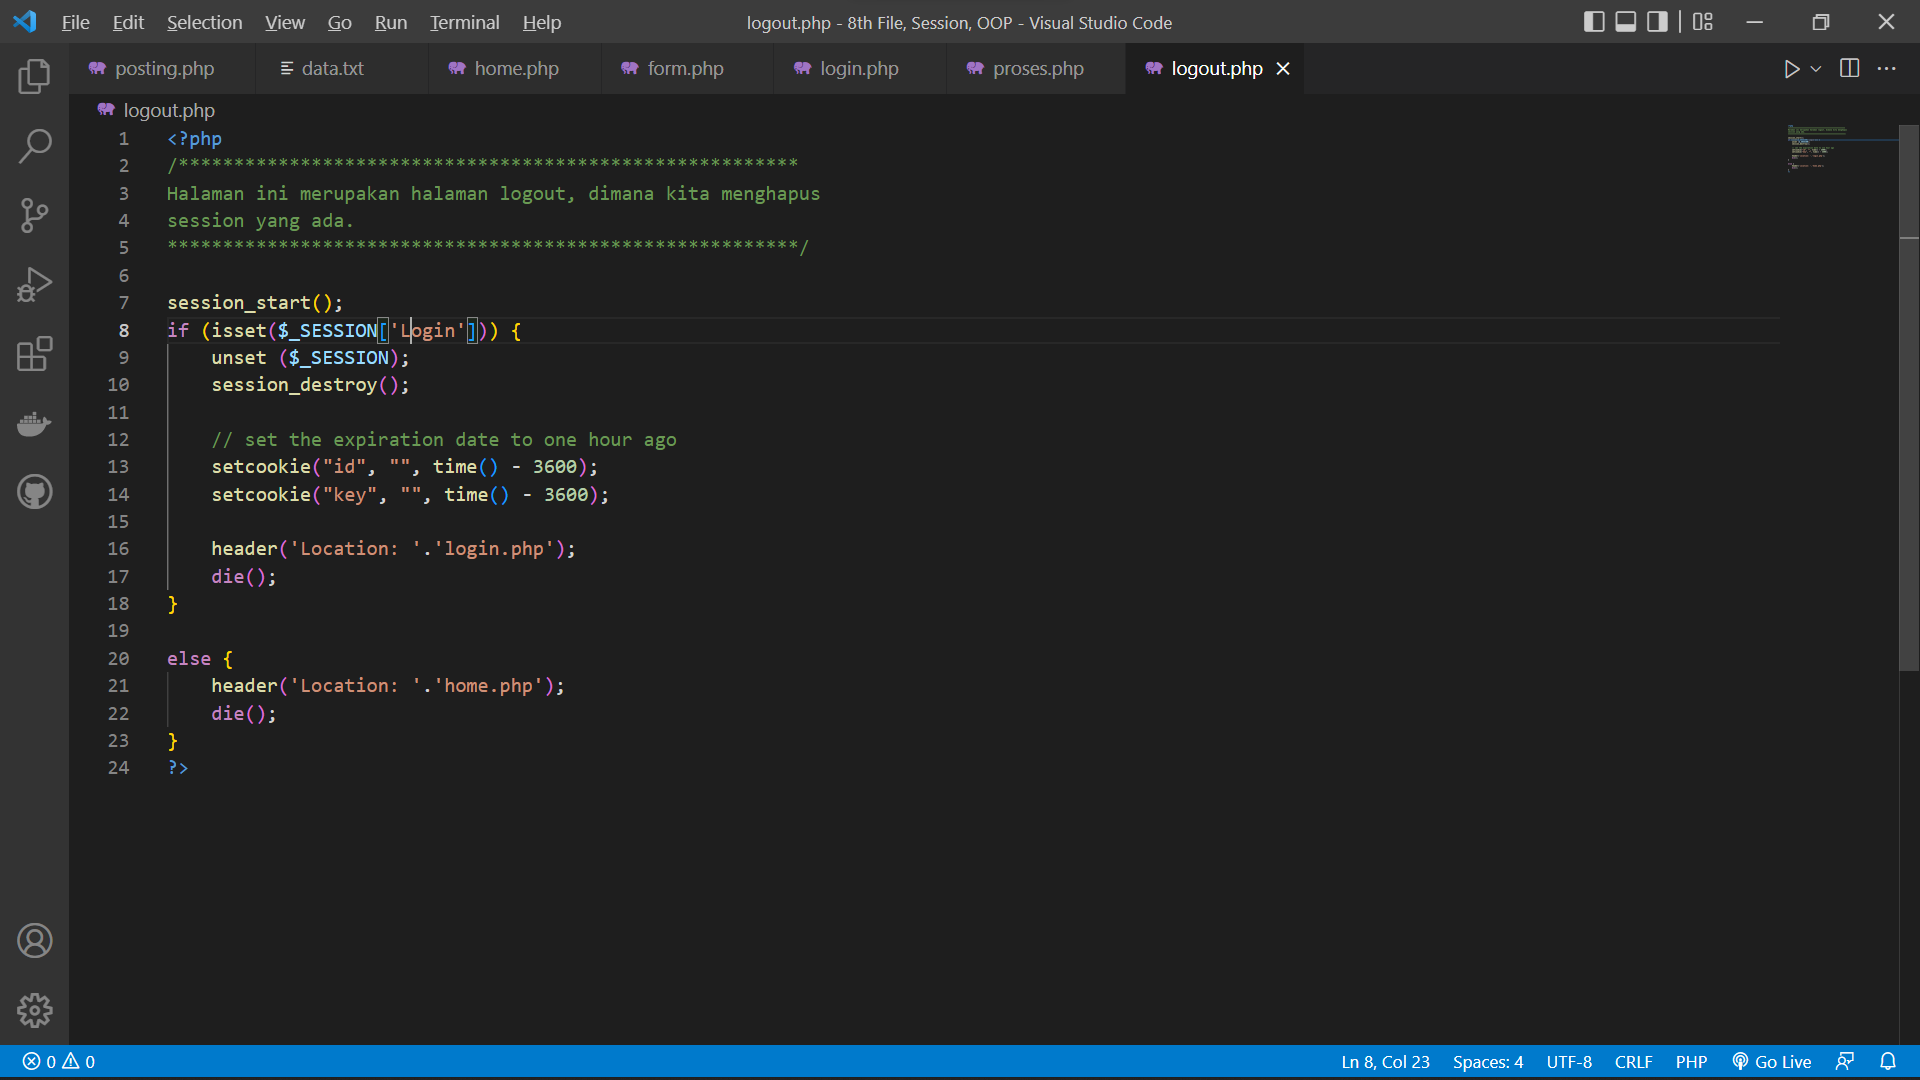 File Edit Selection View Go Run Terminal Help
logout.php - 8th File, Session, OOP - Visual Studio Code
posting.php data.txt home.php form.php login.php proses.php logout.php
logout.php
1 <?php
2 /********************************************************
3 Halaman ini merupakan halaman logout, dimana kita menghapus
4 session yang ada.
5 *********************************************************/
6
7 session_start();
8 if (isset($_SESSION['Login'])) {
9 unset ($_SESSION);
10 session_destroy();
11
12 // set the expiration date to one hour ago
13 setcookie("id", "", time() - 3600);
14 setcookie("key", "", time() - 3600);
15
16 header('Location: '.'login.php');
17 die();
18 }
19
20 else {
21 header('Location: '.'home.php');
22 die();
23 }
24 ?>
0 0 Ln 8, Col 23 Spaces: 4 UTF-8 CRLF PHP Go Live